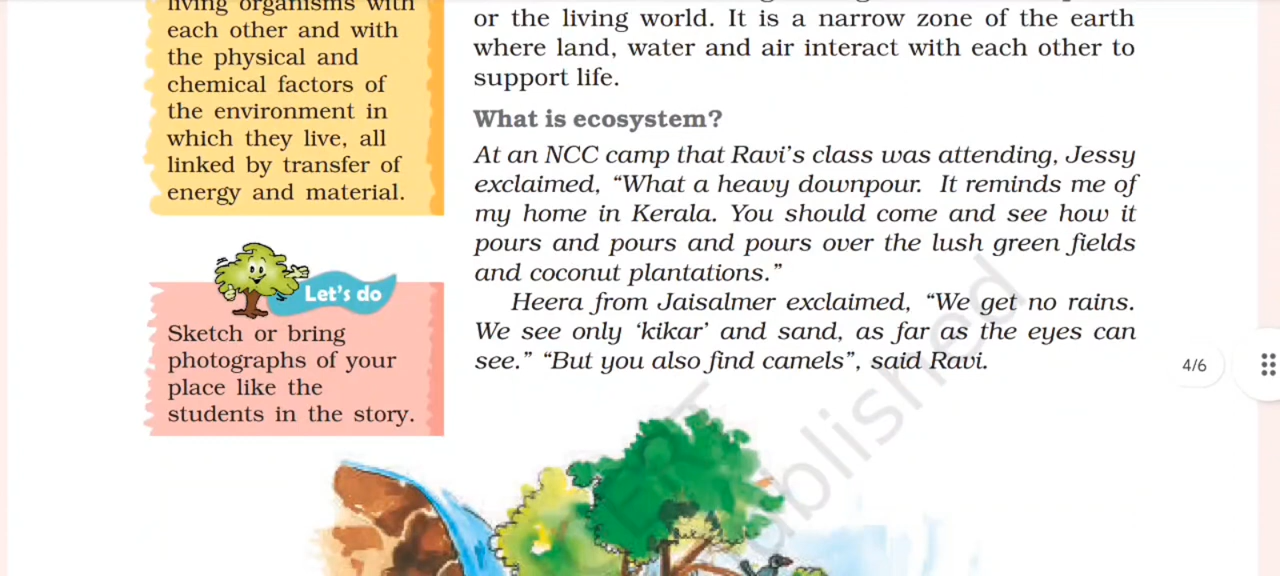 living organisms with
each other and with
the physical and
chemical factors of
the environment in
which they live, all
linked by transfer of
energy and material.
Let's do
Sketch or bring
photographs of your
place like the
students in the story.
or the living world. It is a narrow zone of the earth
where land, water and air interact with each other to
support life.
What is ecosystem?
At an NCC camp that Ravi's class was attending, Jessy
exclaimed, “What a heavy downpour. It reminds me of
my home in Kerala. You should come and see how it
pours and pours and pours over the lush green fields
and coconut plantations.”
Heera from Jaisalmer exclaimed, “We get no rains.
We see only ‘kikar’ and sand, as far as the eyes can
see.” “But you also find camels”, said Ravi.
4/6